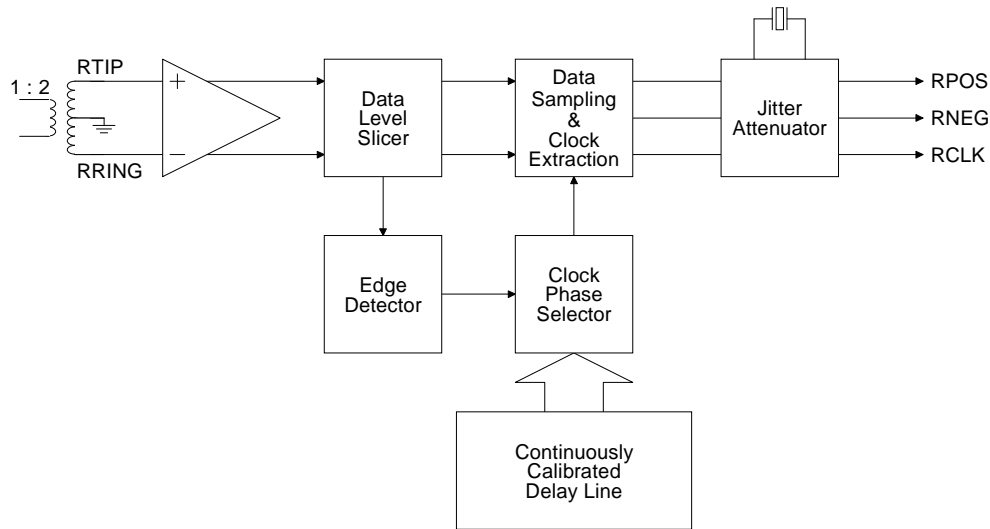 1 : 2
RTIP
RRING
+
−
Data
Level
Slicer
Data
Sampling
&
Clock
Extraction
Jitter
Attenuator
RPOS
RNEG
RCLK
Edge
Detector
Clock
Phase
Selector
Continuously
Calibrated
Delay Line